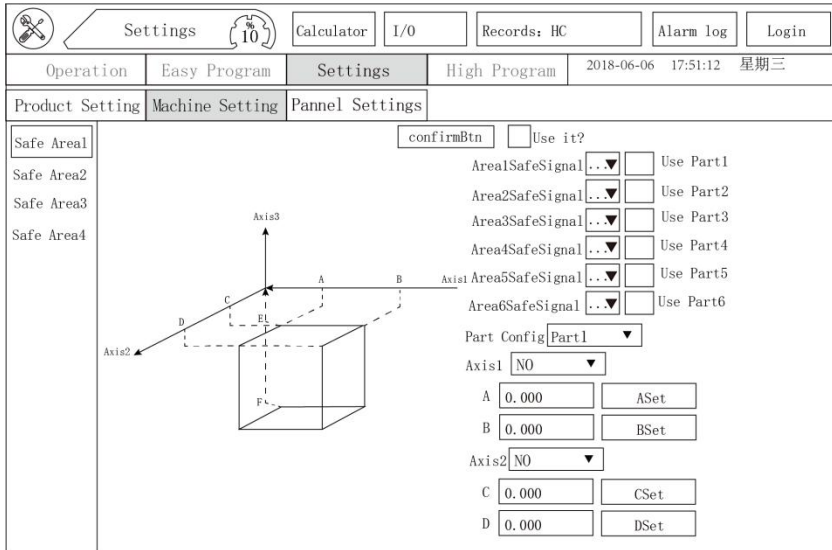 Settings % 10 Calculator I/O Records: HC Alarm log Login
Operation Easy Program Settings High Program 2018-06-06 17:51:12 星期三
Product Setting Machine Setting Pannel Settings
Safe Area1
Safe Area2
Safe Area3
Safe Area4
Axis3
A
B
Axis1
C
D
E
Axis2
F
confirmBtn Use it?
Area1SafeSignal ... Use Part1
Area2SafeSignal ... Use Part2
Area3SafeSignal ... Use Part3
Area4SafeSignal ... Use Part4
Area5SafeSignal ... Use Part5
Area6SafeSignal ... Use Part6
Part Config Part1
Axis1 NO
A 0.000 ASet
B 0.000 BSet
Axis2 NO
C 0.000 CSet
D 0.000 DSet